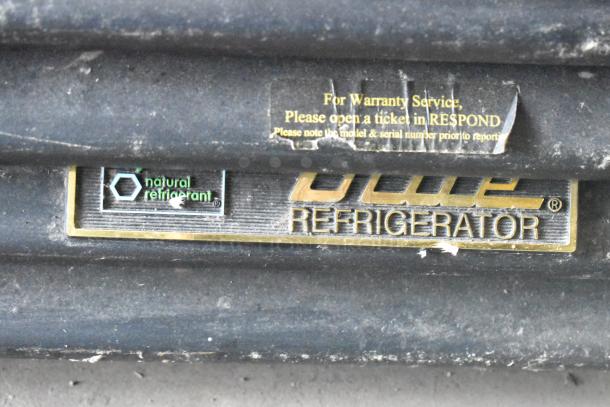 For Warranty Service,
Please open a ticket in RESPOND
Please note the model & serial number prior to
natural
refrigerant®
®
REFRIGERATOR